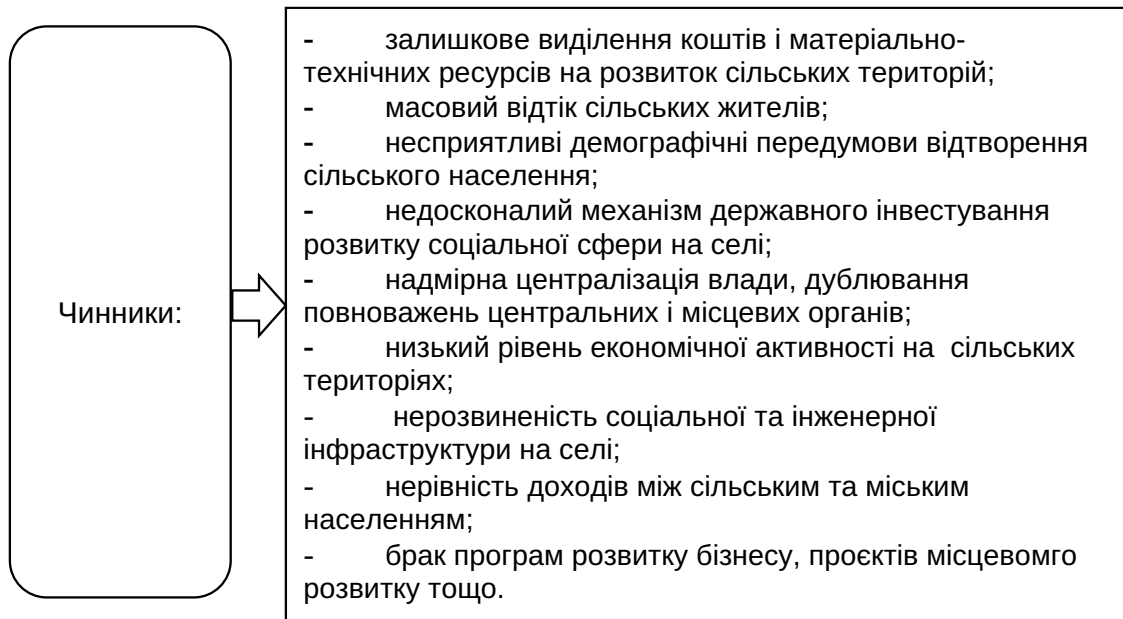 Чинники:
- залишкове виділення коштів і матеріально-
технічних ресурсів на розвиток сільських територій;
- масовий відтік сільських жителів;
- несприятливі демографічні передумови відтворення
сільського населення;
- недосконалий механізм державного інвестування
розвитку соціальної сфери на селі;
- надмірна централізація влади, дублювання
повноважень центральних і місцевих органів;
- низький рівень економічної активності на сільських
територіях;
- нерозвиненість соціальної та інженерної
інфраструктури на селі;
- нерівність доходів між сільським та міським
населенням;
- брак програм розвитку бізнесу, проєктів місцевомго
розвитку тощо.